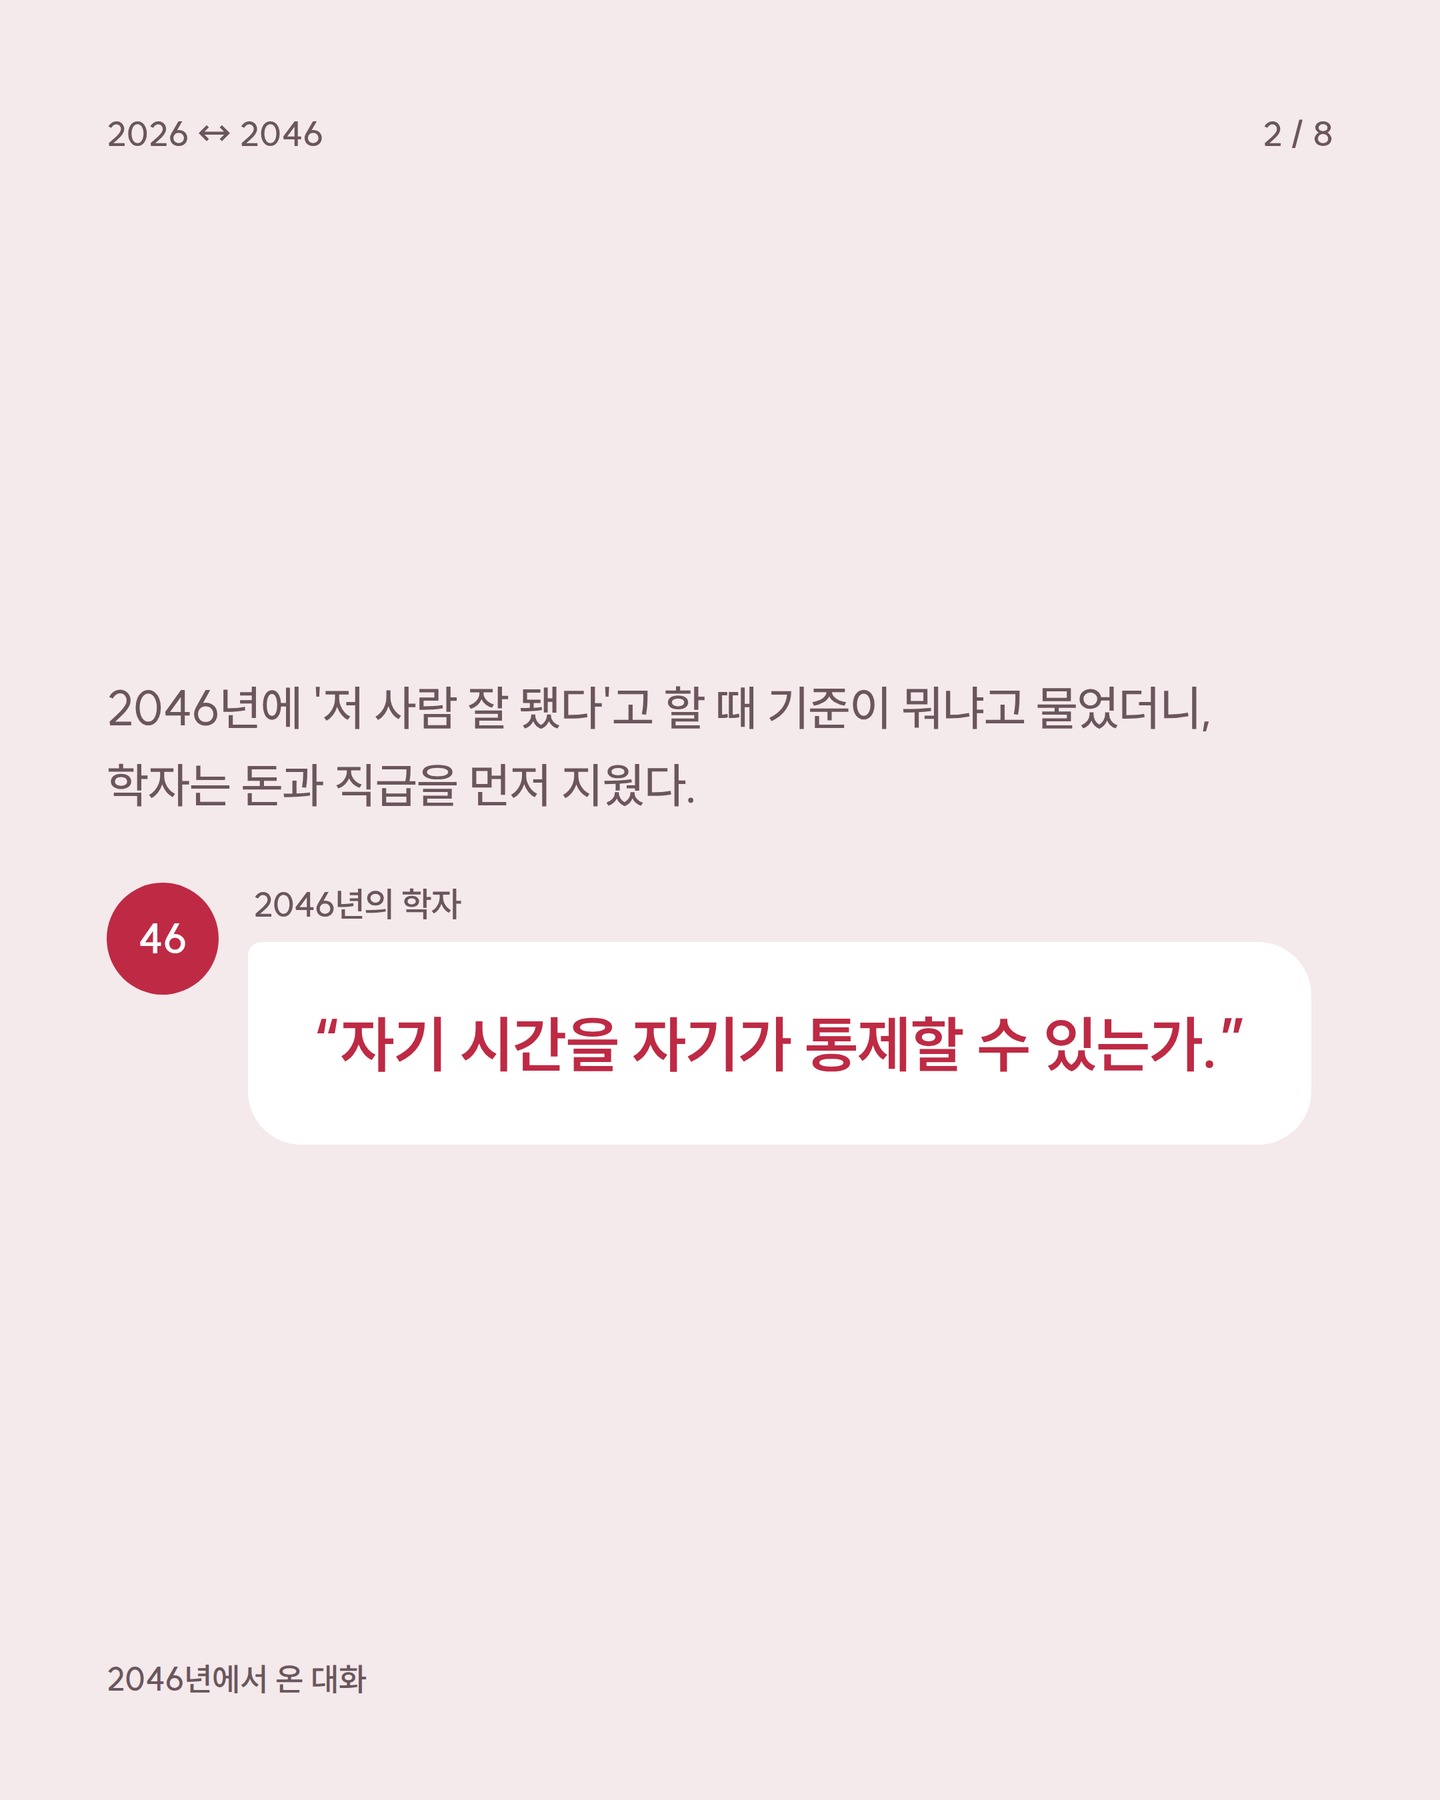 2026 ↔ 2046
2 / 8
2046년에 '저 사람 잘 됐다'고 할 때 기준이 뭐냐고 물었더니,
학자는 돈과 직급을 먼저 지웠다.
46
2046년의 학자
“자기 시간을 자기가 통제할 수 있는가.”
2046년에서 온 대화